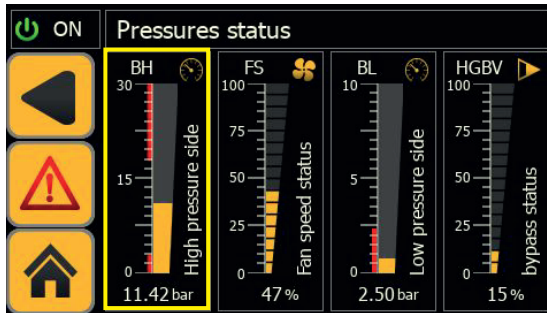 ON
Pressures status
BH
30
15
0
High pressure side
11.42 bar
FS
100
75
50
25
0
Fan speed status
47 %
BL
10
5
0
Low pressure side
2.50 bar
HGBV
100
75
50
25
0
bypass status
15 %